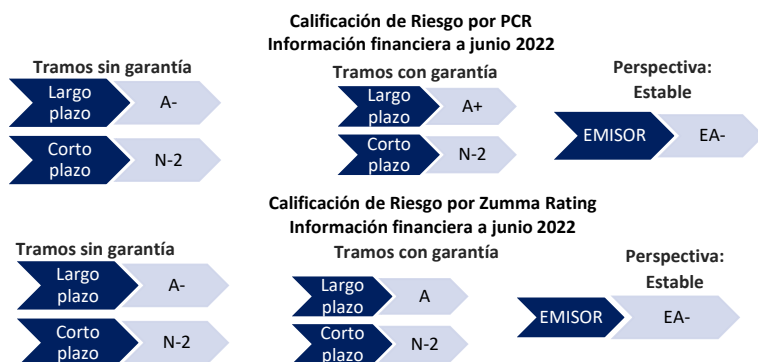 Calificación de Riesgo por PCR
Información financiera a junio 2022
Tramos sin garantía
Largo plazo
A-
Corto plazo
N-2
Tramos con garantía
Largo plazo
A+
Corto plazo
N-2
Perspectiva:
Estable
EMISOR
EA-
Calificación de Riesgo por Zumma Rating
Información financiera a junio 2022
Tramos sin garantía
Largo plazo
A-
Corto plazo
N-2
Tramos con garantía
Largo plazo
A
Corto plazo
N-2
Perspectiva:
Estable
EMISOR
EA-